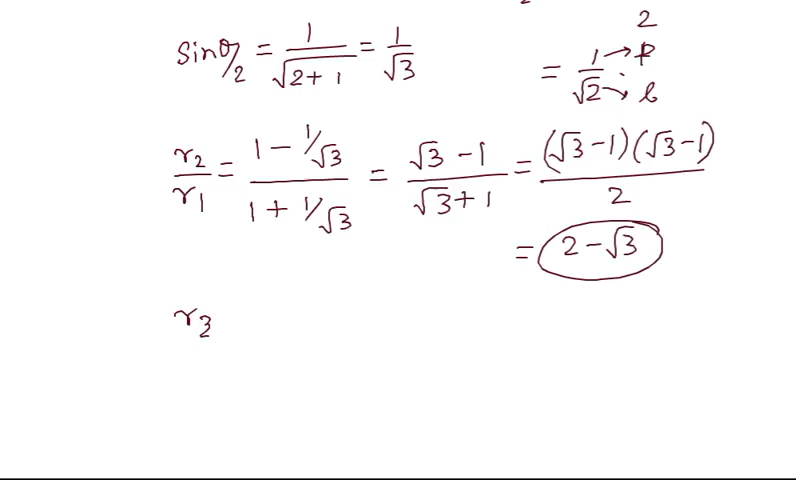 2
sin θ/2 = 1/√(2+1) = 1/√3
= 1/√2 → p
→ b
r2/r1 = (1 - 1/√3)/(1 + 1/√3) = (√3 - 1)/(√3 + 1) = (√3-1)(√3-1)/2
= 2-√3
r3